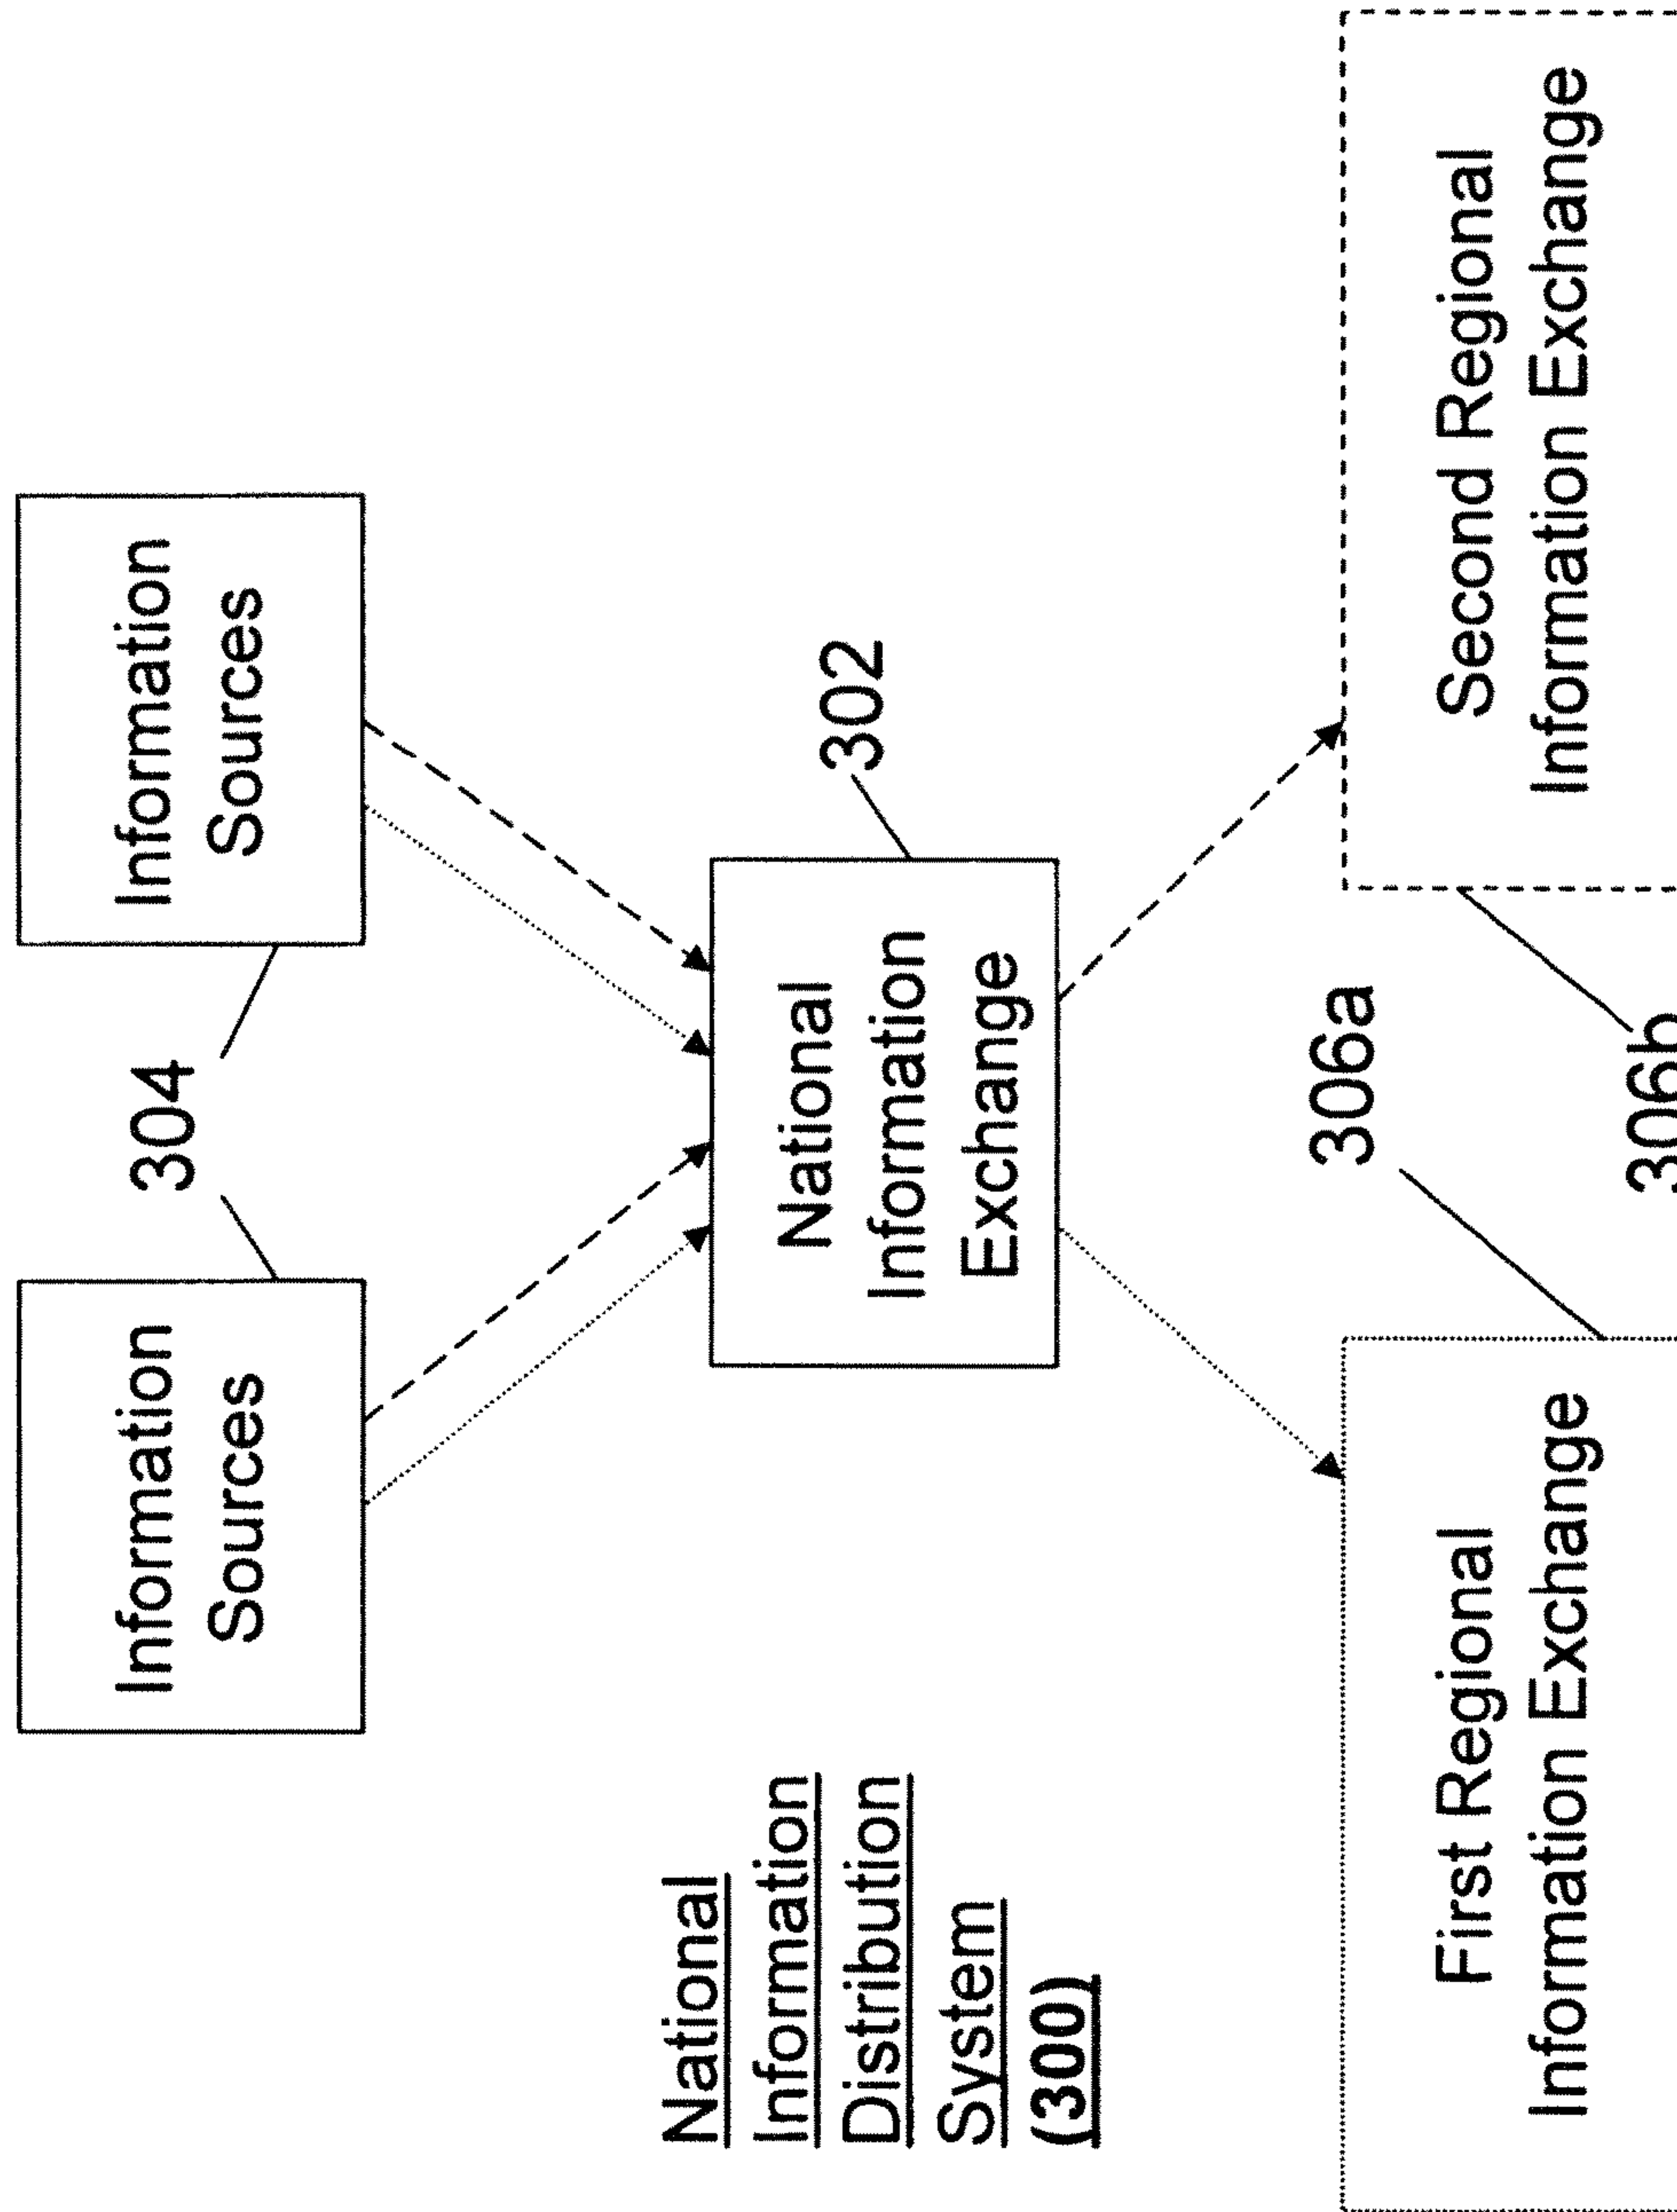 Information
Sources
304
Information
Sources
National
Information
Distribution
System
(300)
National
Information
Exchange
302
306a
306b
First Regional
Information Exchange
Second Regional
Information Exchange